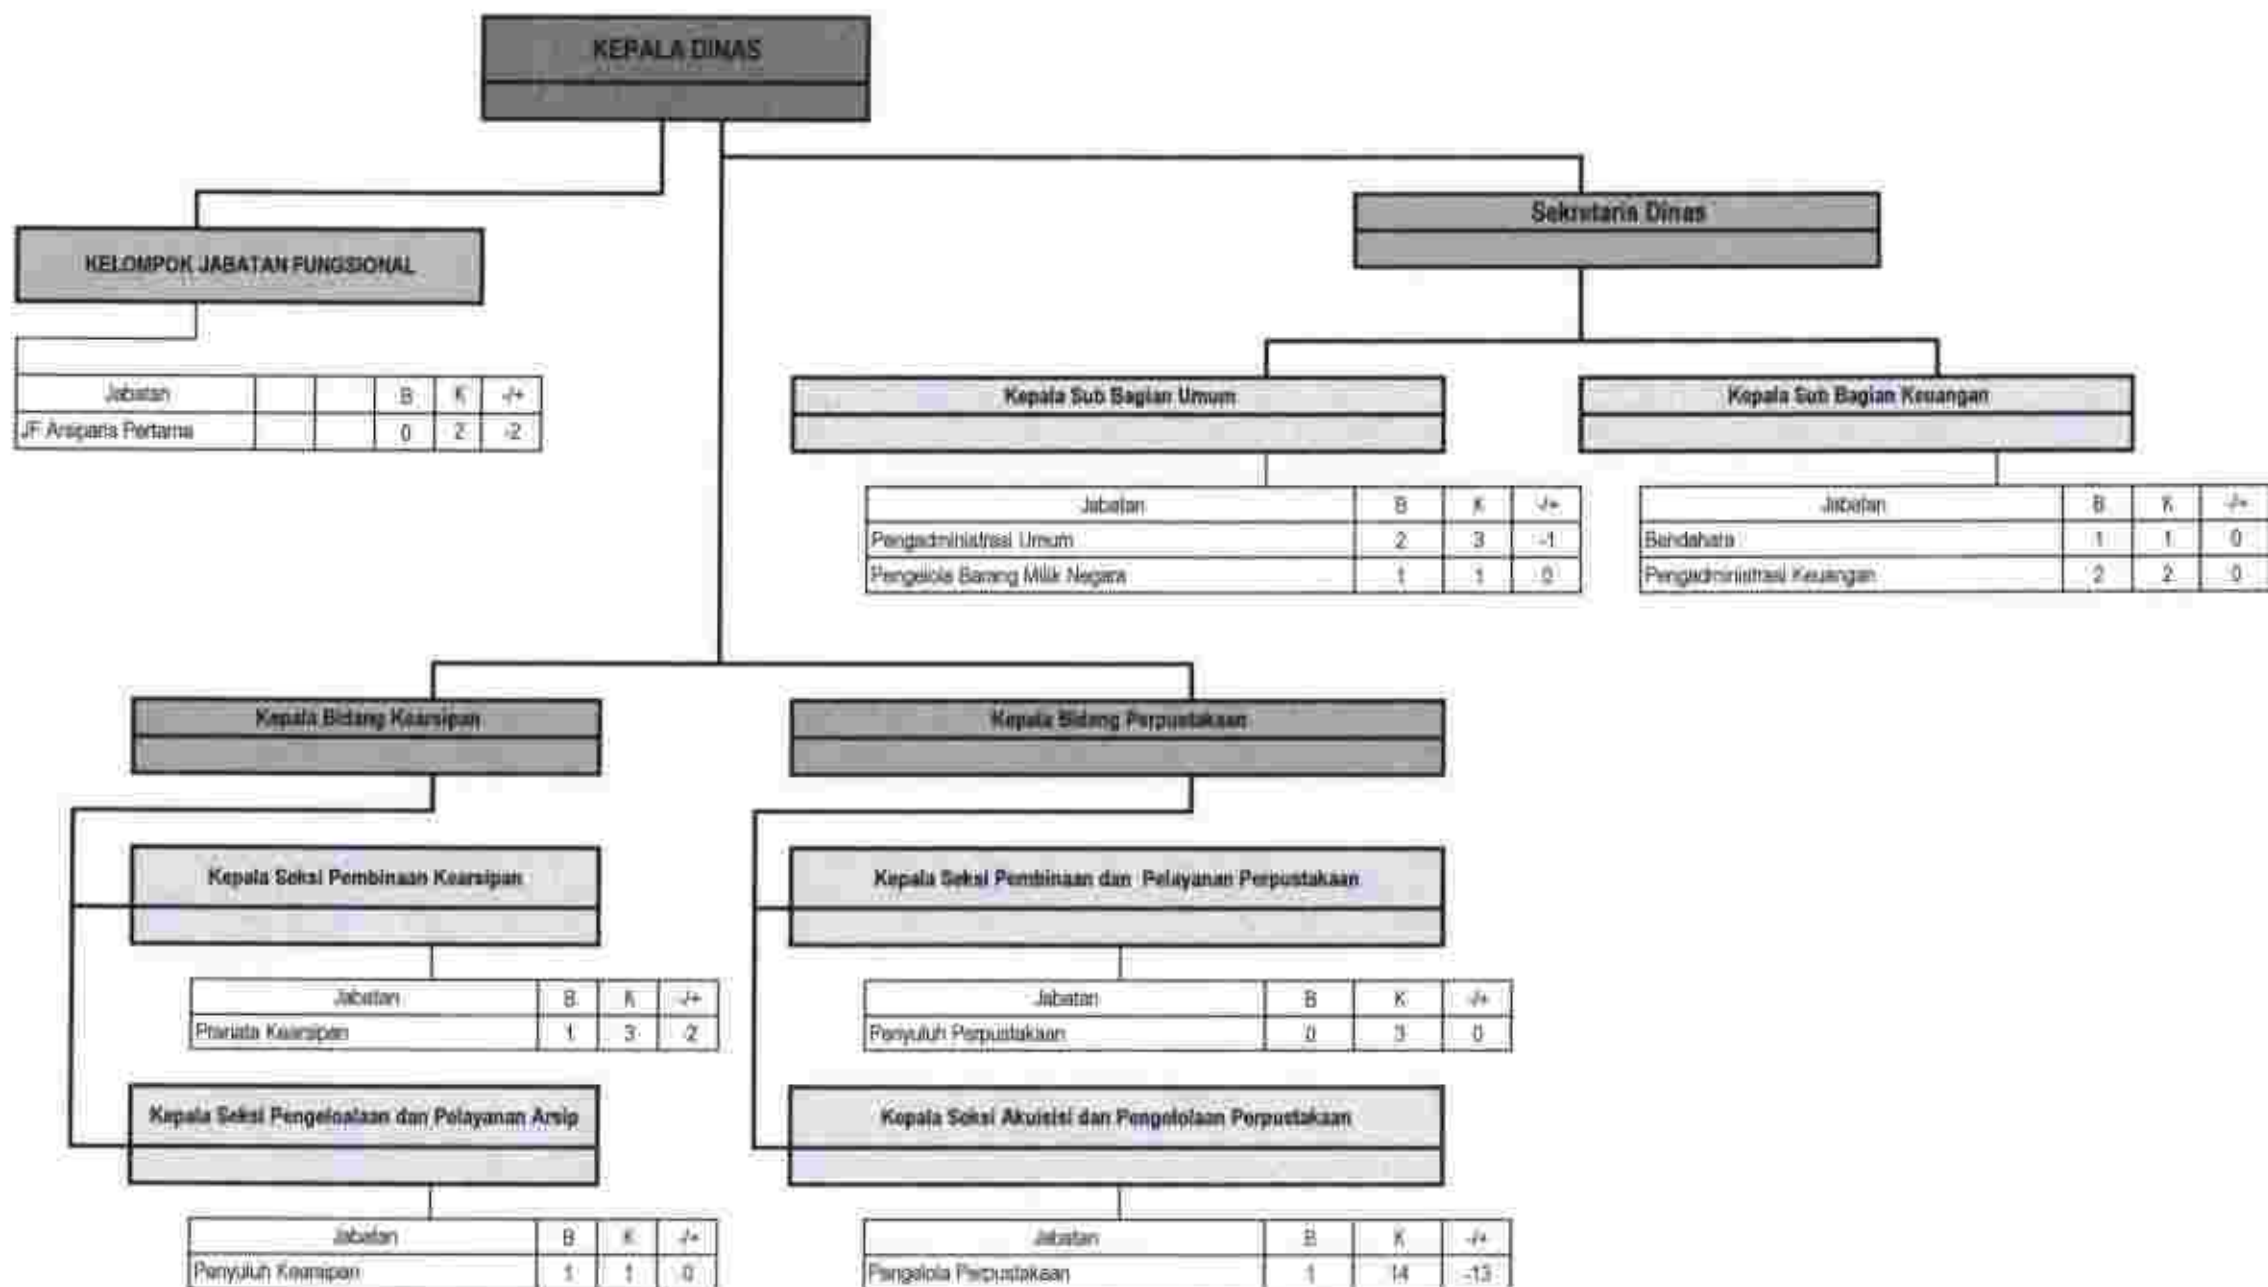 KEPALA DINAS
Sekretaris Dinas
KELOMPOK JABATAN FUNGSIONAL
Jabatan B K -/+
JF Arsiparis Pertama 0 2 -2
Kepala Sub Bagian Umum
Jabatan B K -/+
Pengadministrasi Umum 2 3 -1
Pengelola Barang Milik Negara 1 1 0
Kepala Sub Bagian Keuangan
Jabatan B K -/+
Bendahara 1 1 0
Pengadministrasi Keuangan 2 2 0
Kepala Bidang Kearsipan
Kepala Seksi Pembinaan Kearsipan
Jabatan B K -/+
Pranata Kearsipan 1 3 -2
Kepala Seksi Pengeloalaan dan Pelayanan Arsip
Jabatan B K -/+
Penyuluh Kearsipan 1 1 0
Kepala Bidang Perpustakaan
Kepala Seksi Pembinaan dan Pelayanan Perpustakaan
Jabatan B K -/+
Penyuluh Perpustakaan 0 3 0
Kepala Seksi Akuisisi dan Pengelolaan Perpustakaan
Jabatan B K -/+
Pengelola Perpustakaan 1 14 -13